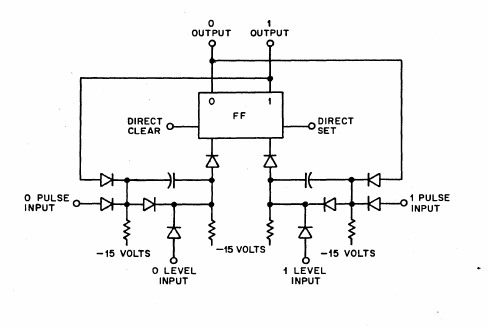 0
OUTPUT
1
OUTPUT
0
FF
1
DIRECT
CLEAR
DIRECT
SET
0 PULSE
INPUT
1 PULSE
INPUT
-15 VOLTS
-15 VOLTS
-15 VOLTS
0 LEVEL
INPUT
1 LEVEL
INPUT